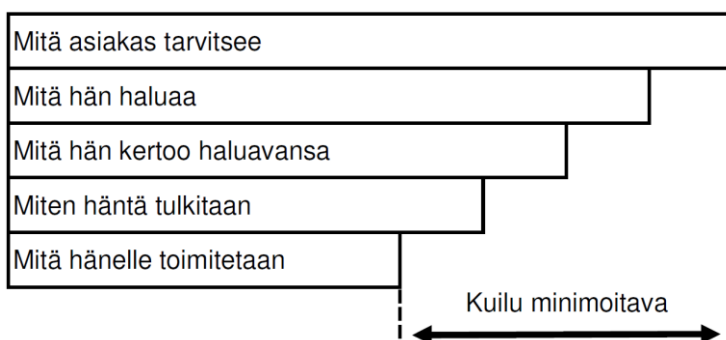 Mitä asiakas tarvitsee
Mitä hän haluaa
Mitä hän kertoo haluavansa
Miten häntä tulkitaan
Mitä hänelle toimitetaan
Kuilu minimoitava